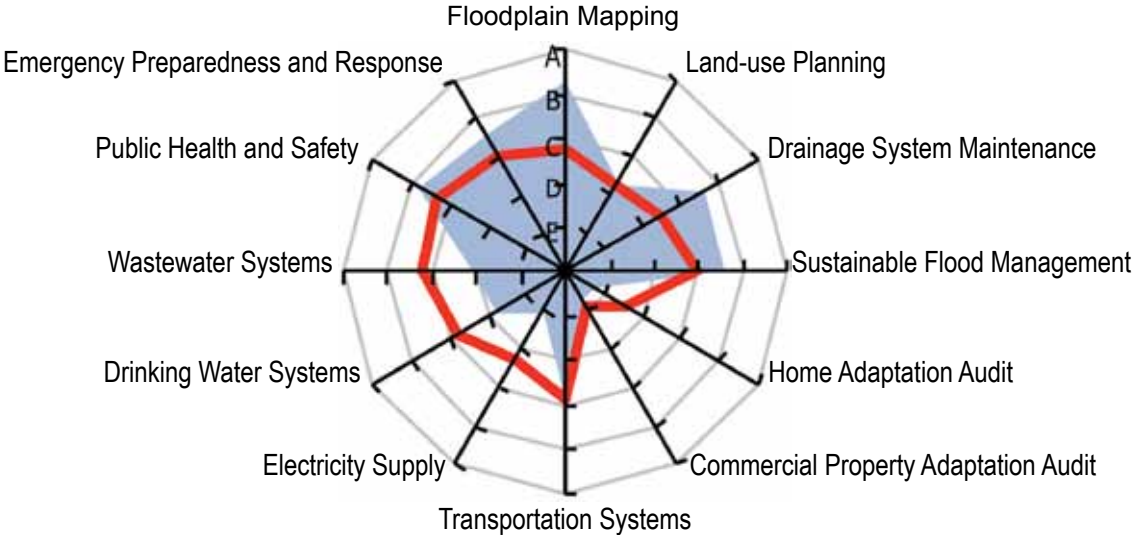 Floodplain Mapping
Emergency Preparedness and Response
Land-use Planning
Public Health and Safety
Drainage System Maintenance
Wastewater Systems
Sustainable Flood Management
Drinking Water Systems
Home Adaptation Audit
Electricity Supply
Commercial Property Adaptation Audit
Transportation Systems
A
B
C
D
E